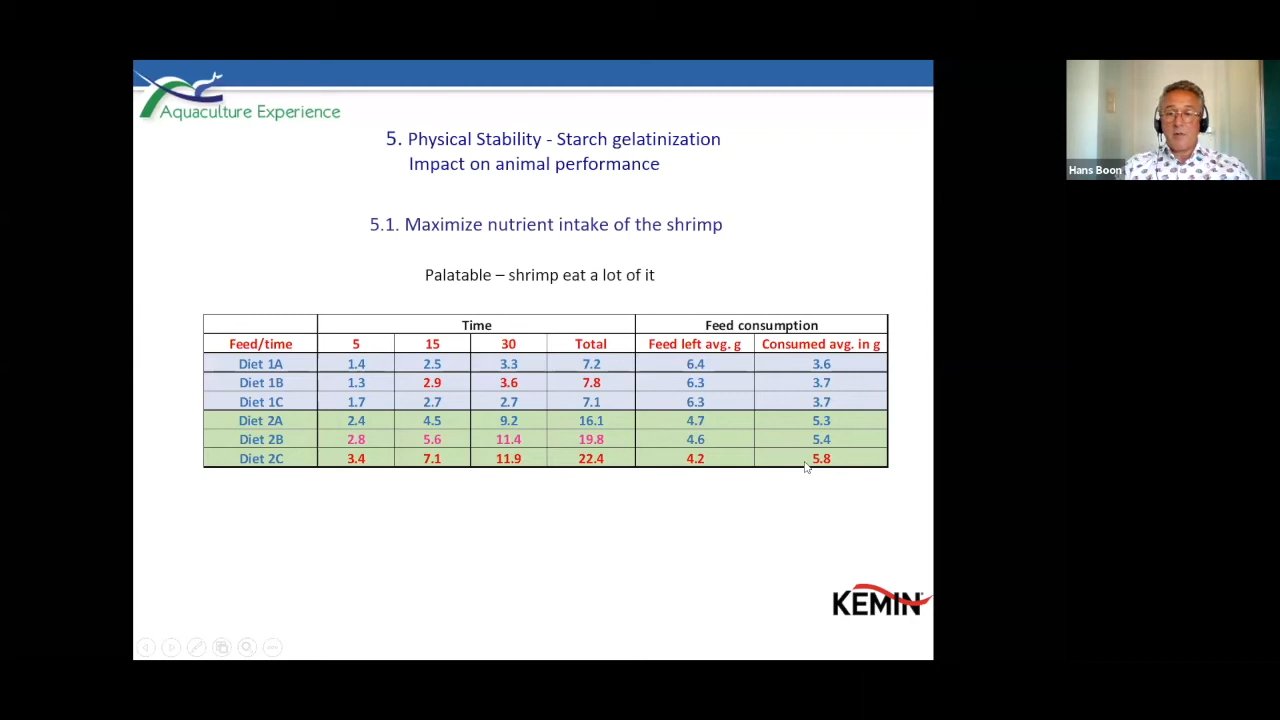 Aquaculture Experience
5. Physical Stability - Starch gelatinization
Impact on animal performance
5.1. Maximize nutrient intake of the shrimp
Palatable – shrimp eat a lot of it
Time Feed consumption
Feed/time 5 15 30 Total Feed left avg. g Consumed avg. in g
Diet 1A 1.4 2.5 3.3 7.2 6.4 3.6
Diet 1B 1.3 2.9 3.6 7.8 6.3 3.7
Diet 1C 1.7 2.7 2.7 7.1 6.3 3.7
Diet 2A 2.4 4.5 9.2 16.1 4.7 5.3
Diet 2B 2.8 5.6 11.4 19.8 4.6 5.4
Diet 2C 3.4 7.1 11.9 22.4 4.2 5.8
KEMIN
Hans Boon